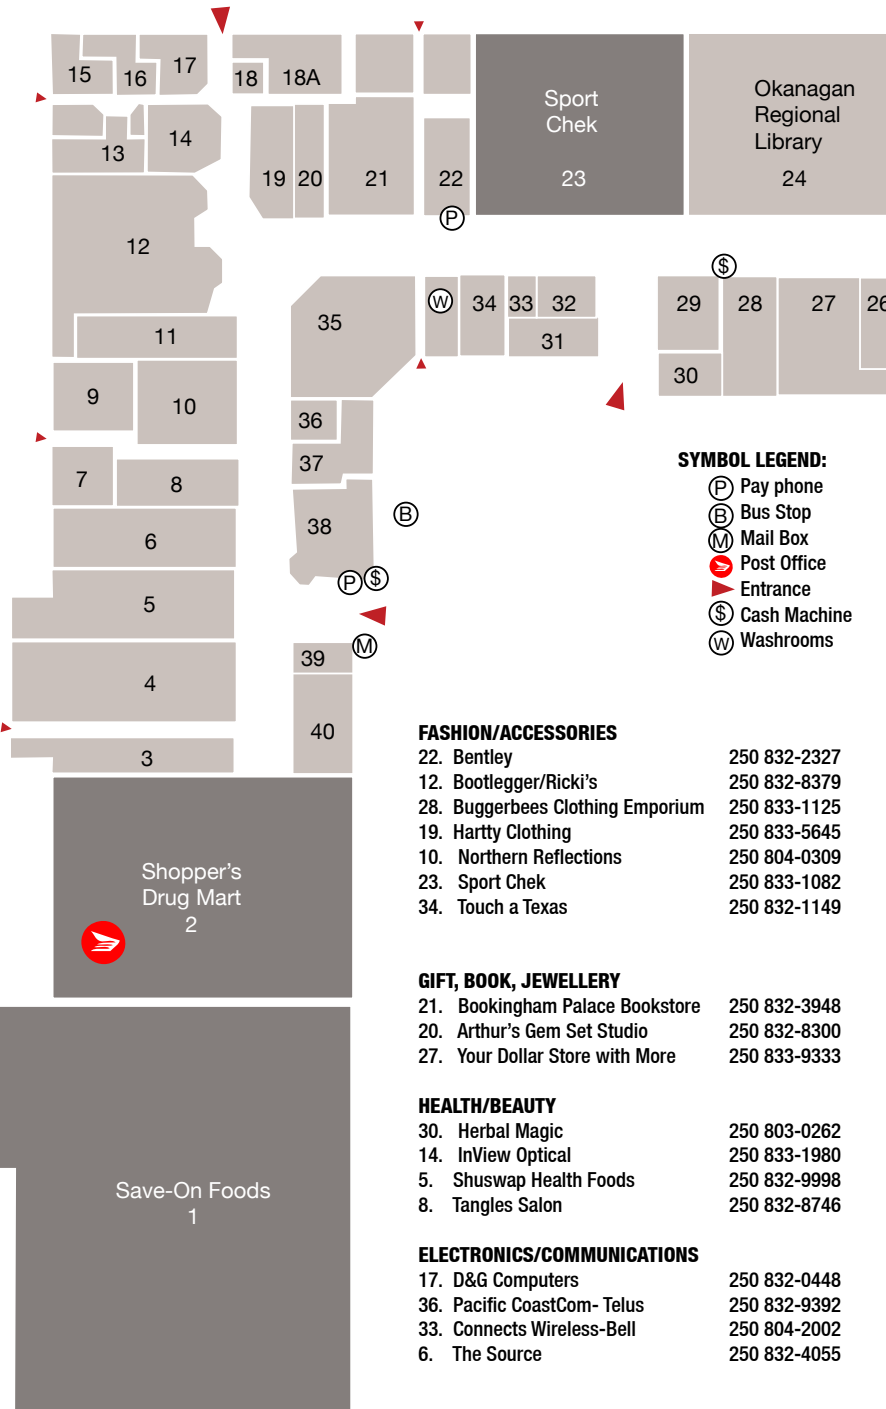 15
16
17
18
18A
13
14
19
20
21
22
P
Sport
Chek
23
Okanagan
Regional
Library
24
12
11
9
10
7
8
6
5
4
3
35
W
34
33
32
31
$
29
28
27
26
30
36
37
38
B
P
$
M
39
40
Shopper's
Drug Mart
2
Save-On Foods
1
SYMBOL LEGEND:
P Pay phone
B Bus Stop
M Mail Box
Post Office
Entrance
$ Cash Machine
W Washrooms
FASHION/ACCESSORIES
22. Bentley 250 832-2327
12. Bootlegger/Ricki's 250 832-8379
28. Buggerbees Clothing Emporium 250 833-1125
19. Hartty Clothing 250 833-5645
10. Northern Reflections 250 804-0309
23. Sport Chek 250 833-1082
34. Touch a Texas 250 832-1149
GIFT, BOOK, JEWELLERY
21. Bookingham Palace Bookstore 250 832-3948
20. Arthur's Gem Set Studio 250 832-8300
27. Your Dollar Store with More 250 833-9333
HEALTH/BEAUTY
30. Herbal Magic 250 803-0262
14. InView Optical 250 833-1980
5. Shuswap Health Foods 250 832-9998
8. Tangles Salon 250 832-8746
ELECTRONICS/COMMUNICATIONS
17. D&G Computers 250 832-0448
36. Pacific CoastCom- Telus 250 832-9392
33. Connects Wireless-Bell 250 804-2002
6. The Source 250 832-4055